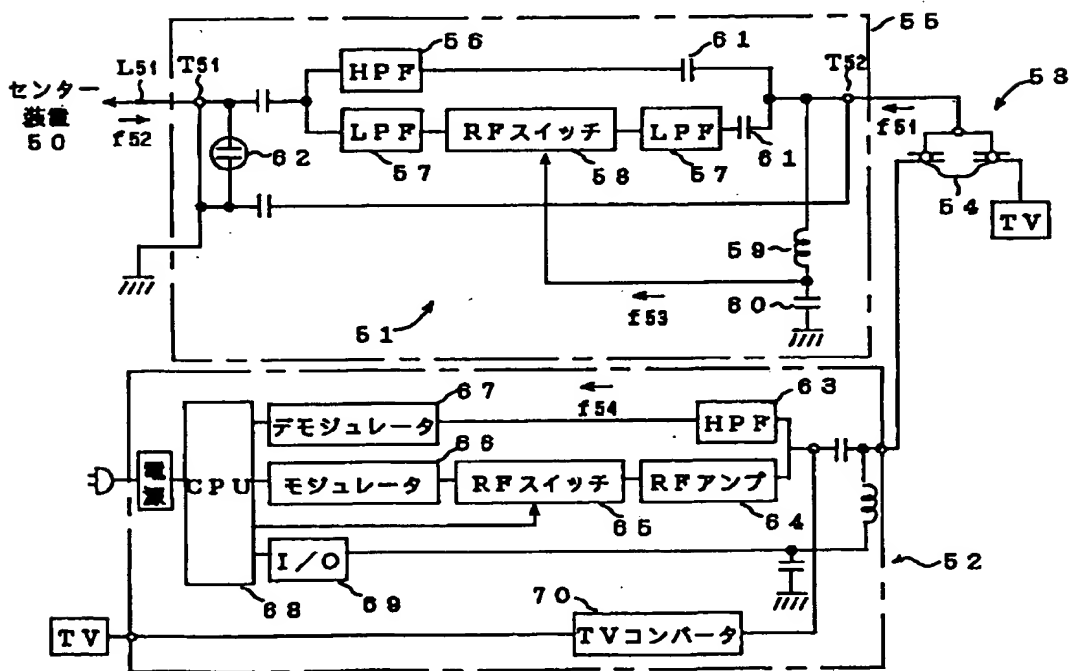 55
56
61
HPF
L51
T51
T52
センター
装置
50
f52
62
LPF
57
RFスイッチ
58
LPF
57
61
f51
53
54
TV
59
60
f53
51
67
f54
63
デモジュレータ
HPF
66
電源
CPU
モジュレータ
RFスイッチ
65
RFアンプ
64
I/O
69
68
52
70
TV
TVコンバータ